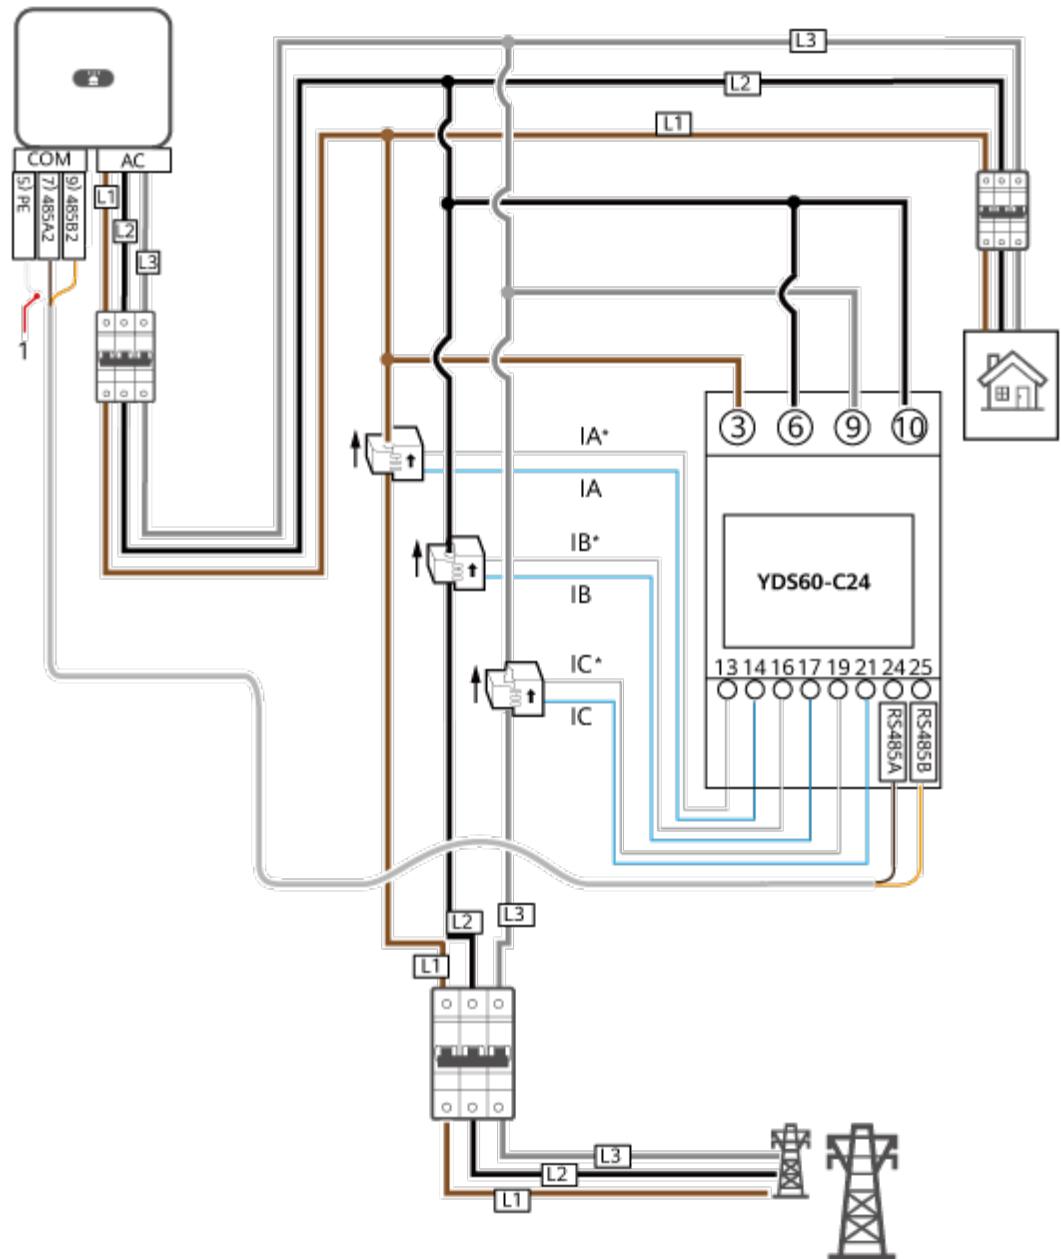 L3
L2
L1
COM
AC
5) PE
7) 485A2
9) 485B2
L1
L2
L3
1
3
6
9
10
IA*
IA
IB*
IB
YDS60-C24
IC*
IC
13 14 16 17 19 21 24 25
RS485A
RS485B
L2
L3
L1
L3
L2
L1